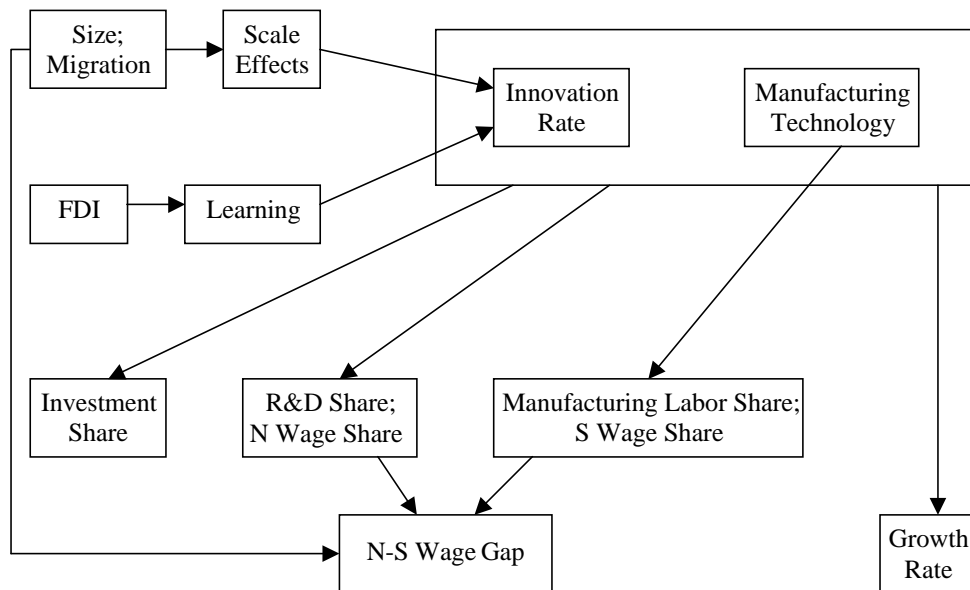 Size;
Migration
Scale
Effects
Innovation
Rate
Manufacturing
Technology
FDI
Learning
Investment
Share
R&D Share;
N Wage Share
Manufacturing Labor Share;
S Wage Share
N-S Wage Gap
Growth
Rate